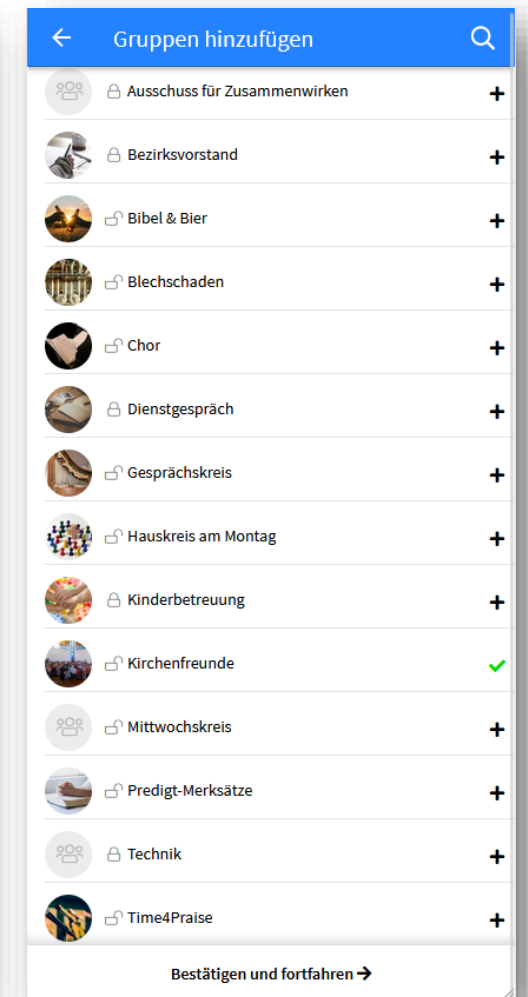 Gruppen hinzufügen
Ausschuss für Zusammenwirken
Bezirksvorstand
Bibel & Bier
Blechschaden
Chor
Dienstgespräch
Gesprächskreis
Hauskreis am Montag
Kinderbetreuung
Kirchenfreunde
Mittwochskreis
Predigt-Merksätze
Technik
Time4Praise
Bestätigen und fortfahren